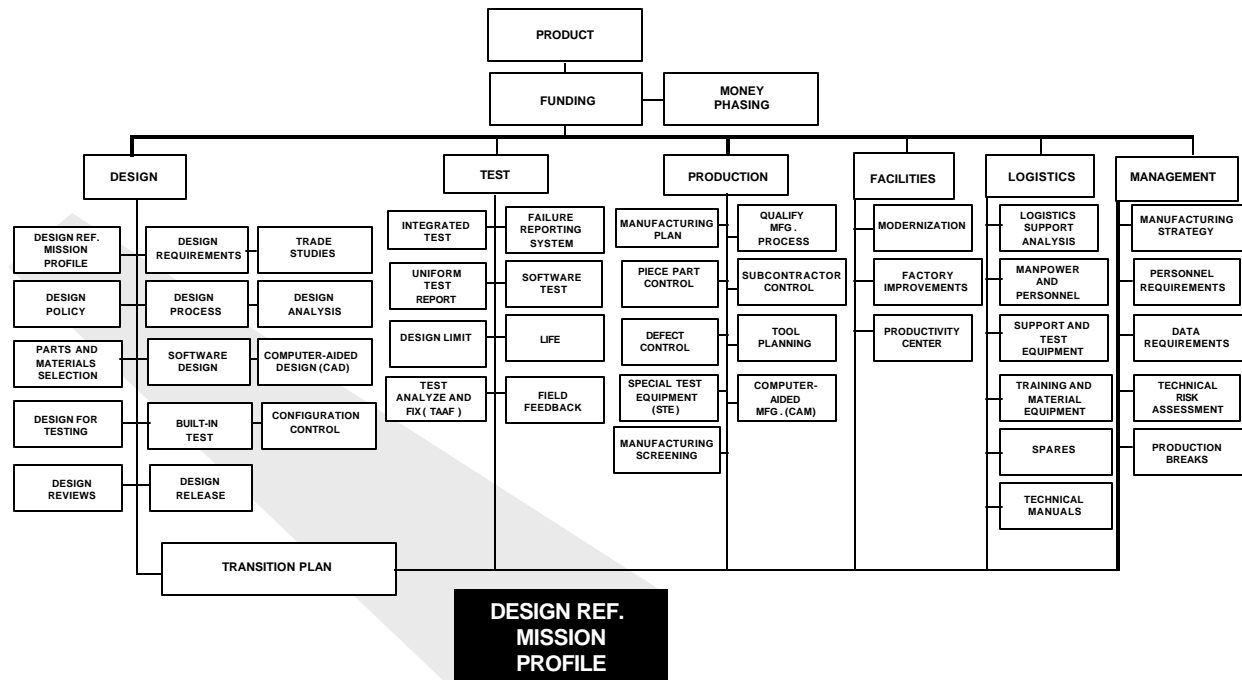 PRODUCT
FUNDING
MONEY
PHASING
DESIGN
TEST
PRODUCTION
FACILITIES
LOGISTICS
MANAGEMENT
DESIGN REF.
MISSION
PROFILE
DESIGN
REQUIREMENTS
TRADE
STUDIES
DESIGN
POLICY
DESIGN
PROCESS
DESIGN
ANALYSIS
PARTS AND
MATERIALS
SELECTION
SOFTWARE
DESIGN
COMPUTER-AIDED
DESIGN (CAD)
DESIGN FOR
TESTING
BUILT-IN
TEST
CONFIGURATION
CONTROL
DESIGN
REVIEWS
DESIGN
RELEASE
INTEGRATED
TEST
FAILURE
REPORTING
SYSTEM
UNIFORM
TEST
REPORT
SOFTWARE
TEST
DESIGN LIMIT
LIFE
TEST
ANALYZE AND
FIX ( TAAF )
FIELD
FEEDBACK
MANUFACTURING
PLAN
QUALIFY
MFG. PROCESS
PIECE PART
CONTROL
SUBCONTRACTOR
CONTROL
DEFECT
CONTROL
TOOL
PLANNING
SPECIAL TEST
EQUIPMENT
(STE)
COMPUTER-
AIDED
MFG. (CAM)
MANUFACTURING
SCREENING
MODERNIZATION
FACTORY
IMPROVEMENTS
PRODUCTIVITY
CENTER
LOGISTICS
SUPPORT
ANALYSIS
MANPOWER
AND
PERSONNEL
SUPPORT AND
TEST
EQUIPMENT
TRAINING AND
MATERIAL
EQUIPMENT
SPARES
TECHNICAL
MANUALS
MANUFACTURING
STRATEGY
PERSONNEL
REQUIREMENTS
DATA
REQUIREMENTS
TECHNICAL
RISK
ASSESSMENT
PRODUCTION
BREAKS
TRANSITION PLAN
DESIGN REF.
MISSION
PROFILE